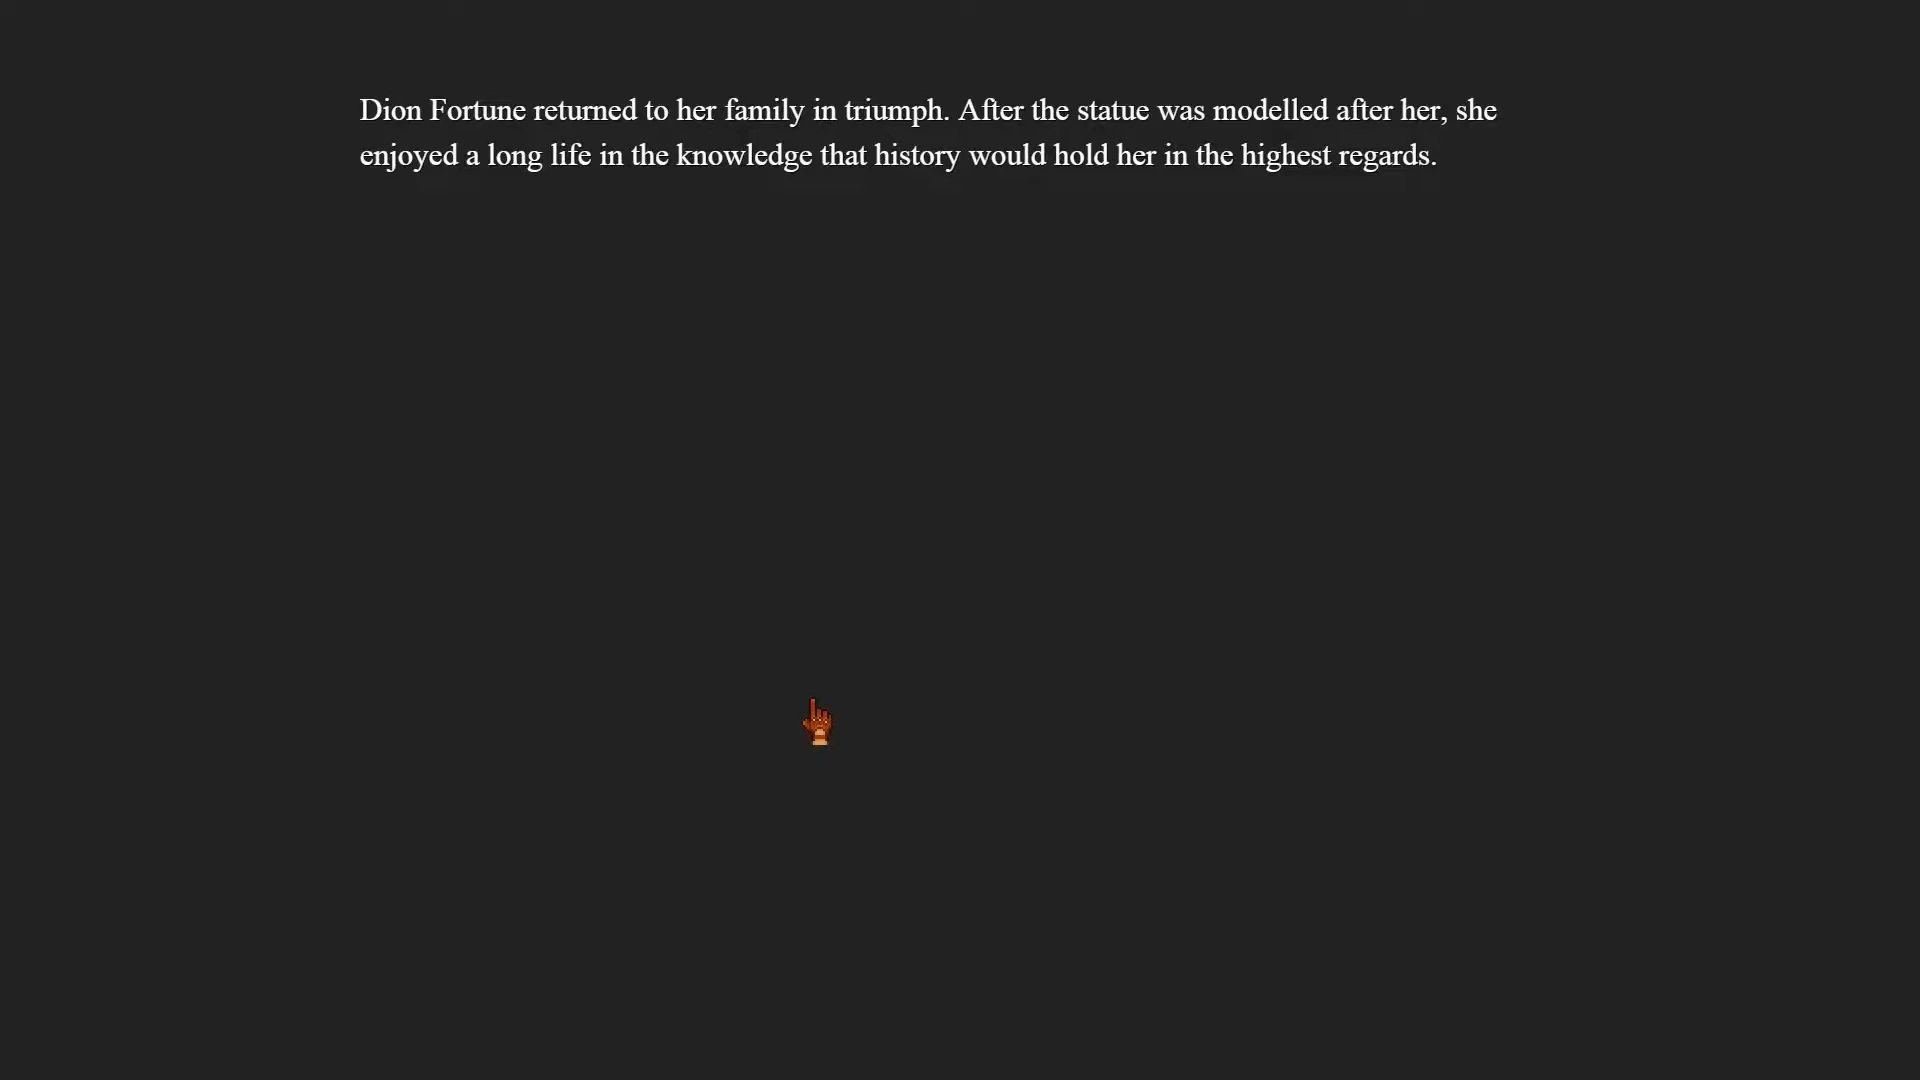 Dion Fortune returned to her family in triumph. After the statue was modelled after her, she
enjoyed a long life in the knowledge that history would hold her in the highest regards.